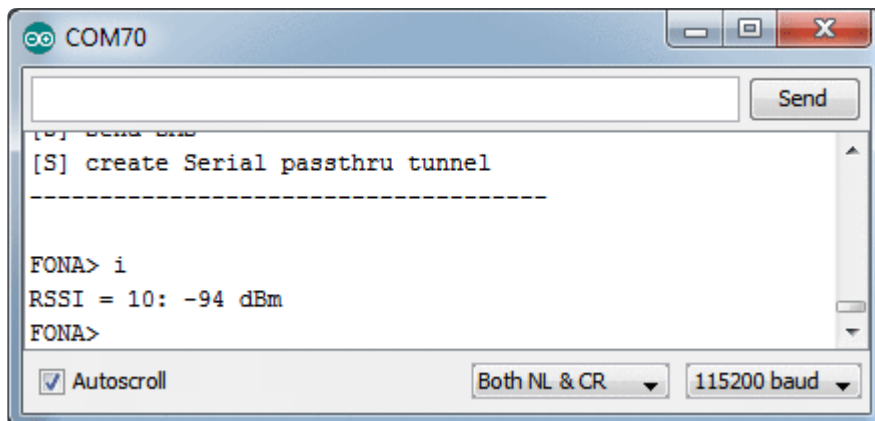 COM70
Send
[S] create Serial passthru tunnel
-------------------------------------
FONA> i
RSSI = 10: -94 dBm
FONA>
Autoscroll
Both NL & CR
115200 baud